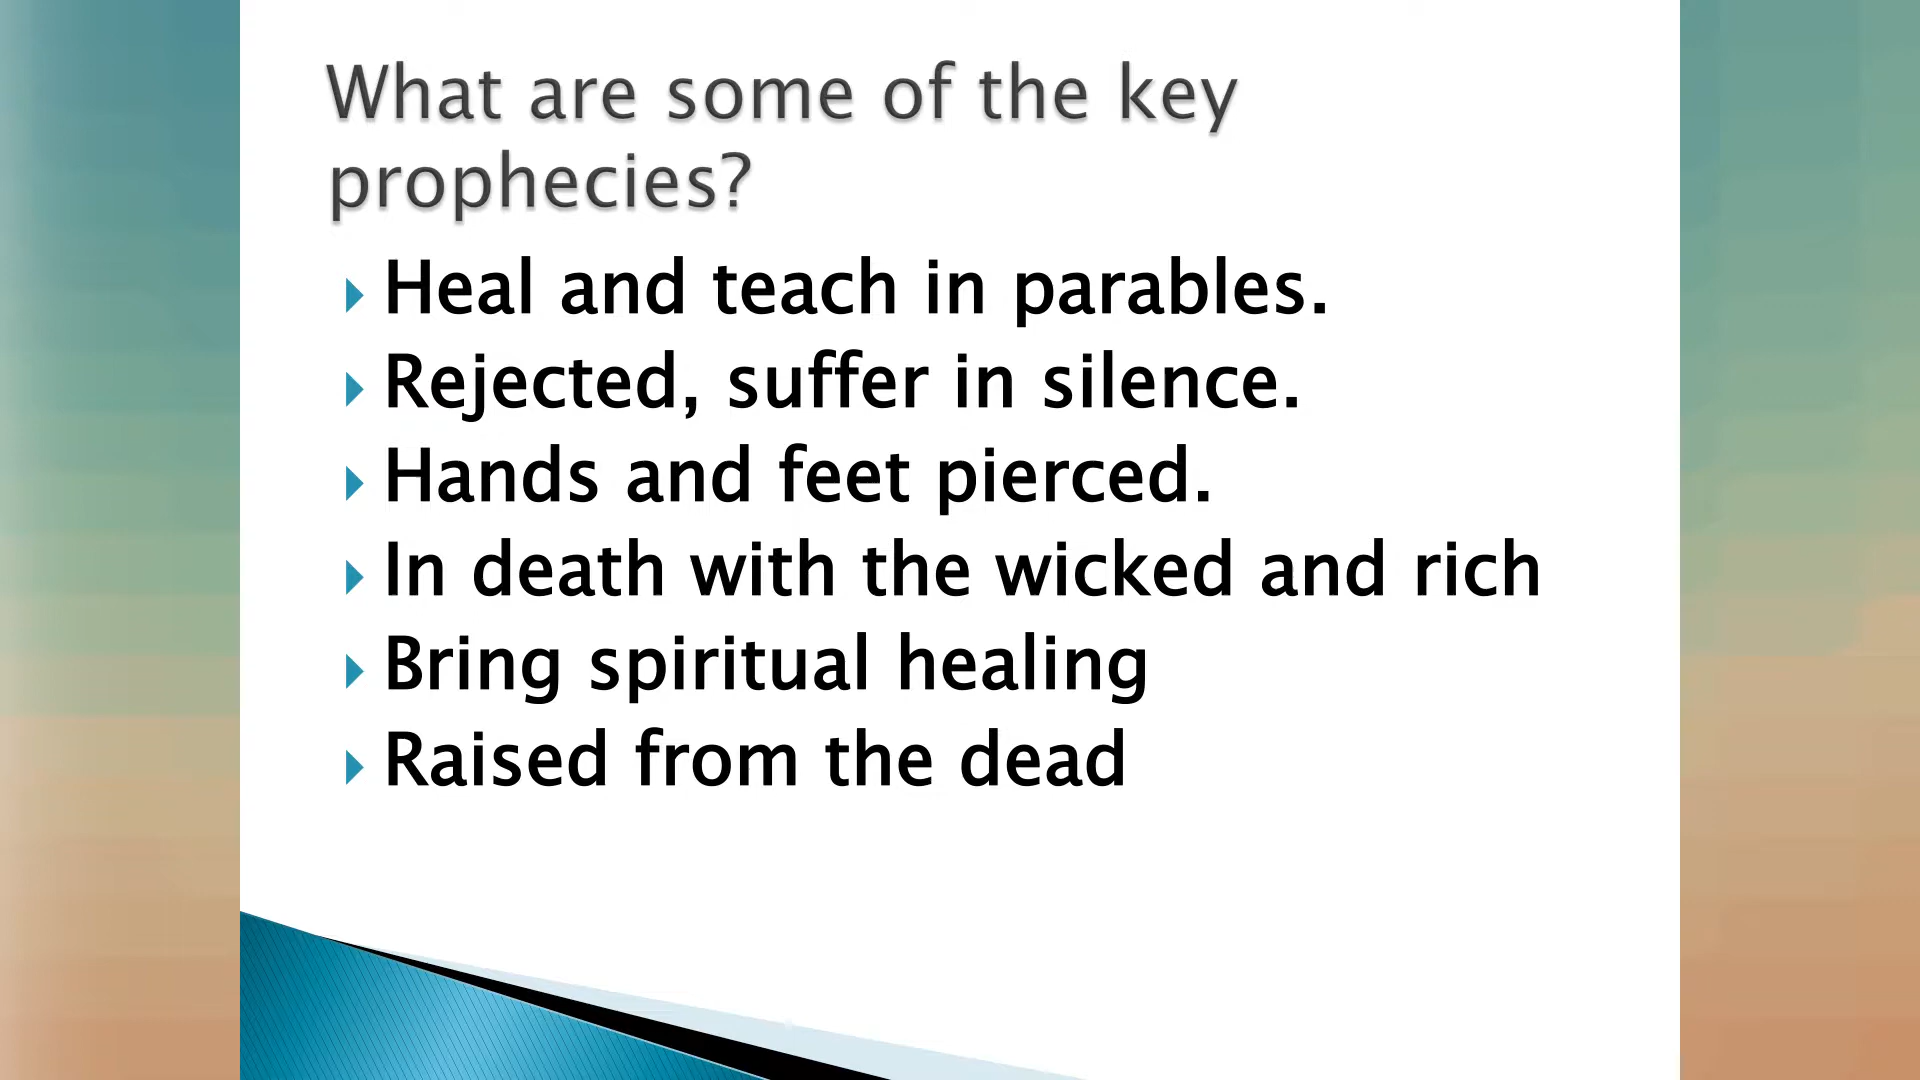 What are some of the key
prophecies?
Heal and teach in parables.
Rejected, suffer in silence.
Hands and feet pierced.
In death with the wicked and rich
Bring spiritual healing
Raised from the dead